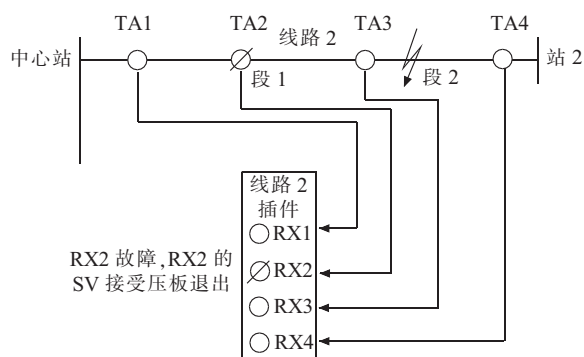 TA1 TA2 TA3 TA4
线路 2
中心站
站 2
段 1
段 2
线路 2
插件
RX1
RX2 故障,RX2 的
SV 接受压板退出
RX2
RX3
RX4